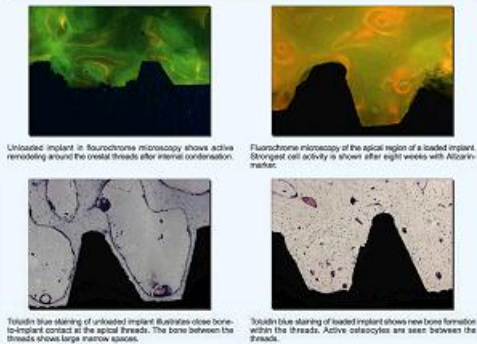 Unloaded implant in flourochrome microscopy shows active
remodeling around the crestal threads after internal condensation.
Fluorochrome microscopy of the apical region of a loaded implant.
Strongest cell activity is shown after eight weeks with Alizarin-
marker.
Toluidin blue staining of unloaded implant illustrates close bone-
to-implant contact at the apical threads. The bone between the
threads shows large marrow spaces.
Toluidin blue staining of loaded implant shows new bone formation
within the threads. Active osteocytes are seen between the
threads.